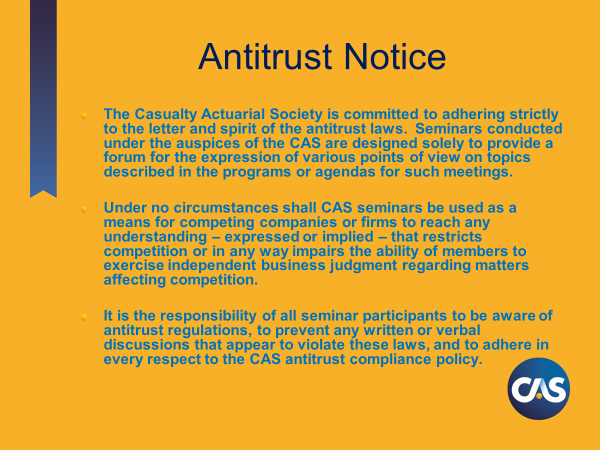 Antitrust Notice
The Casualty Actuarial Society is committed to adhering strictly
to the letter and spirit of the antitrust laws.  Seminars conducted
under the auspices of the CAS are designed solely to provide a
forum for the expression of various points of view on topics
described in the programs or agendas for such meetings.
Under no circumstances shall CAS seminars be used as a
means for competing companies or firms to reach any
understanding – expressed or implied – that restricts
competition or in any way impairs the ability of members to
exercise independent business judgment regarding matters
affecting competition.
It is the responsibility of all seminar participants to be aware of
antitrust regulations, to prevent any written or verbal
discussions that appear to violate these laws, and to adhere in
every respect to the CAS antitrust compliance policy.
CAS